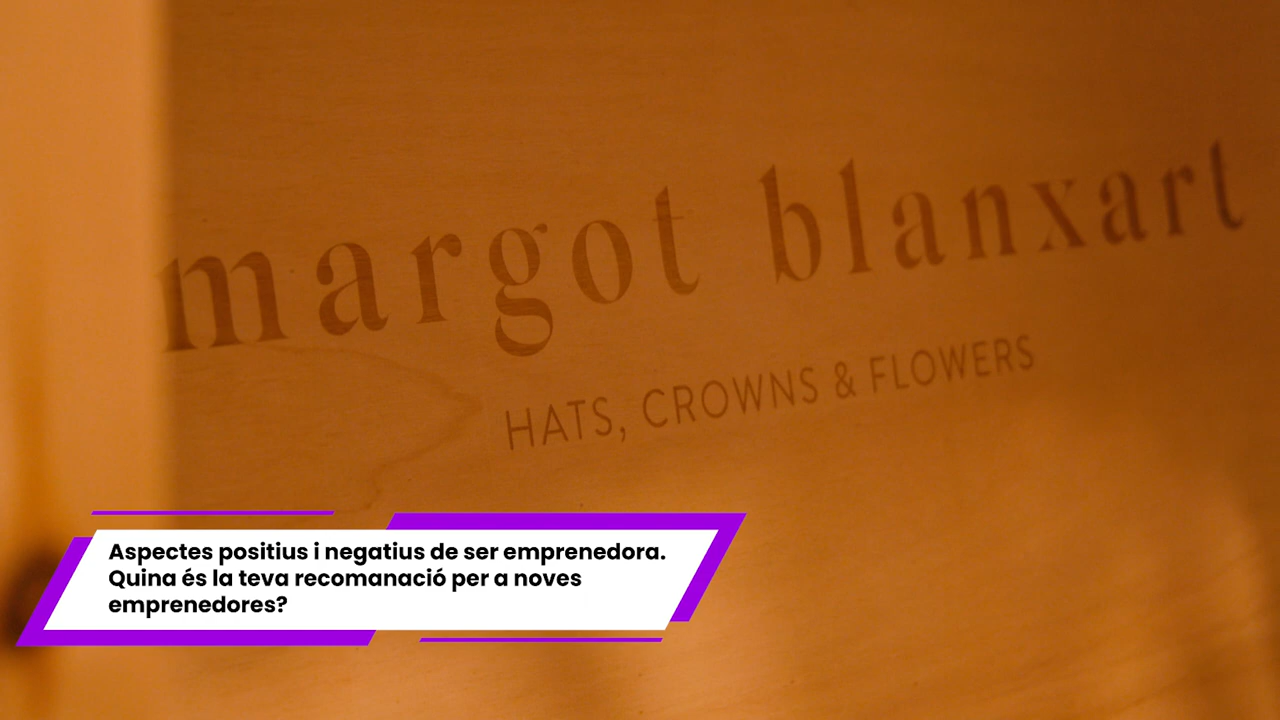 margot blanxart
HATS, CROWNS & FLOWERS
Aspectes positius i negatius de ser emprenedora.
Quina és la teva recomanació per a noves
emprenedores?